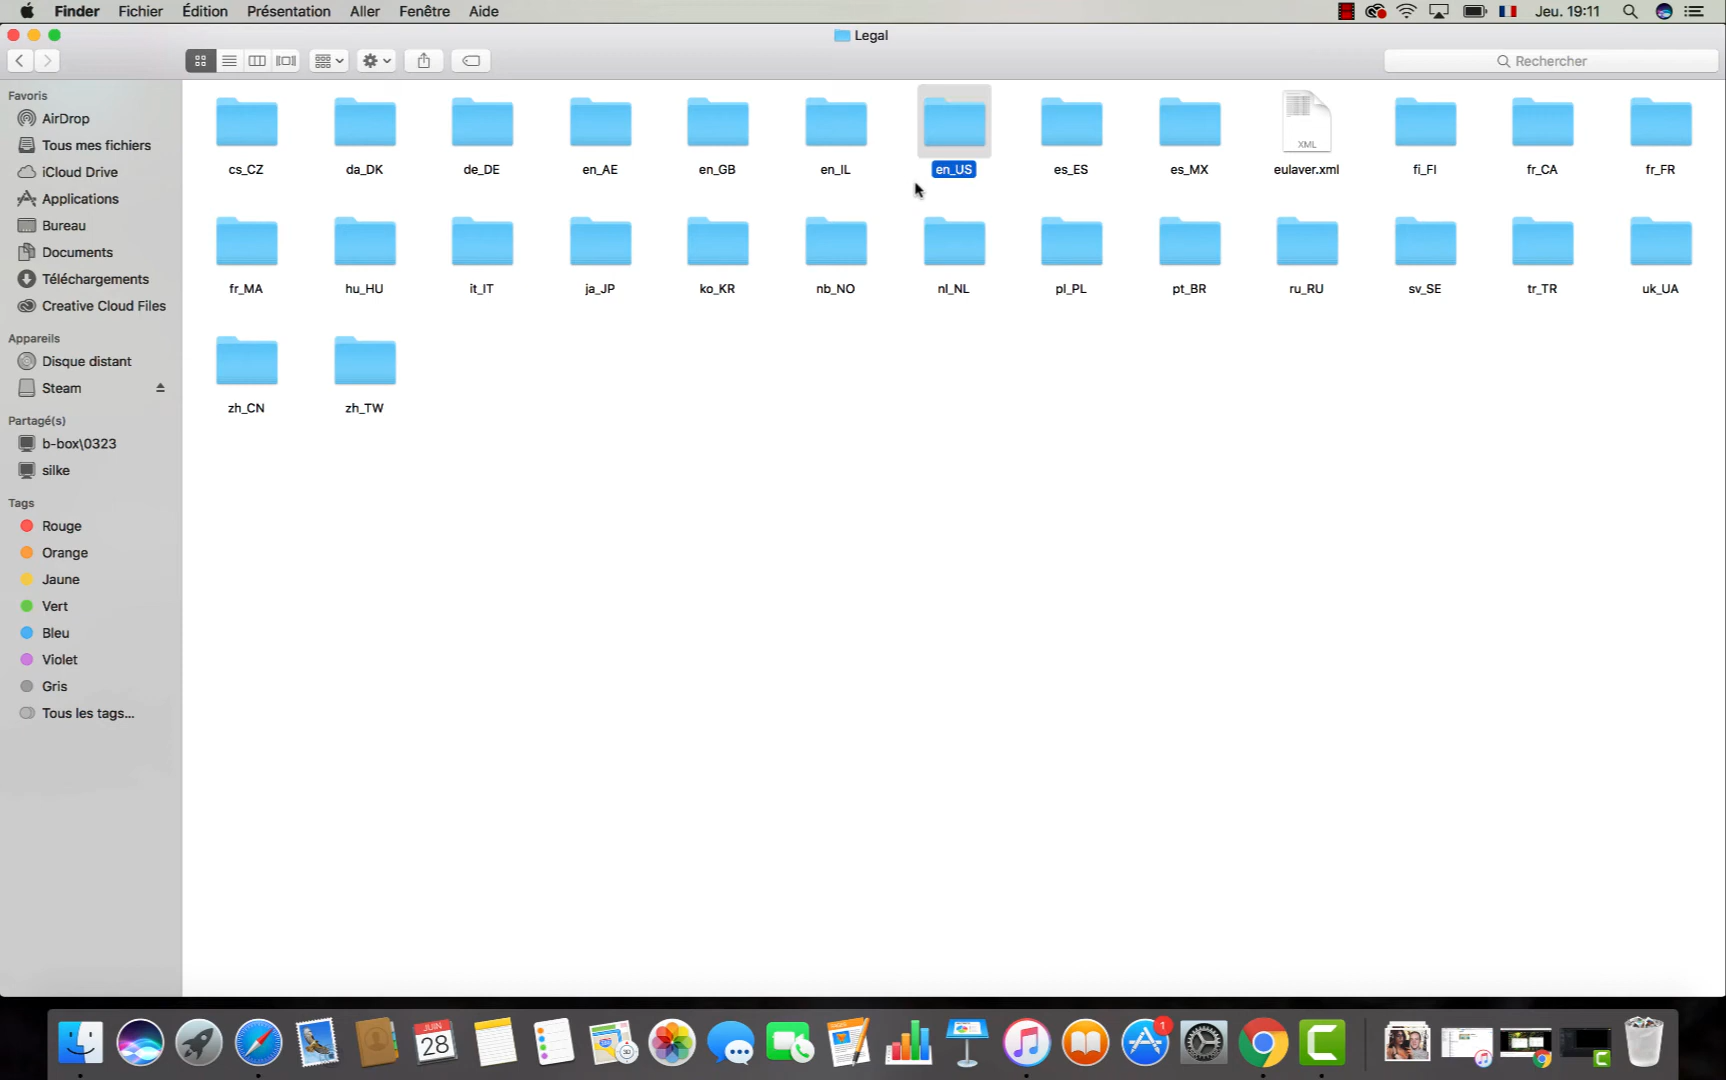 Finder Fichier Édition Présentation Aller Fenêtre Aide Jeu. 19:11
Legal
Rechercher
Favoris
AirDrop
Tous mes fichiers
iCloud Drive
Applications
Bureau
Documents
Téléchargements
Creative Cloud Files
Appareils
Disque distant
Steam
Partagé(s)
b-box\0323
silke
Tags
Rouge
Orange
Jaune
Vert
Bleu
Violet
Gris
Tous les tags...
XML
cs_CZ da_DK de_DE en_AE en_GB en_IL en_US es_ES es_MX eulaver.xml fi_FI fr_CA fr_FR
fr_MA hu_HU it_IT ja_JP ko_KR nb_NO nl_NL pl_PL pt_BR ru_RU sv_SE tr_TR uk_UA
zh_CN zh_TW
JUIN
28
3D
1